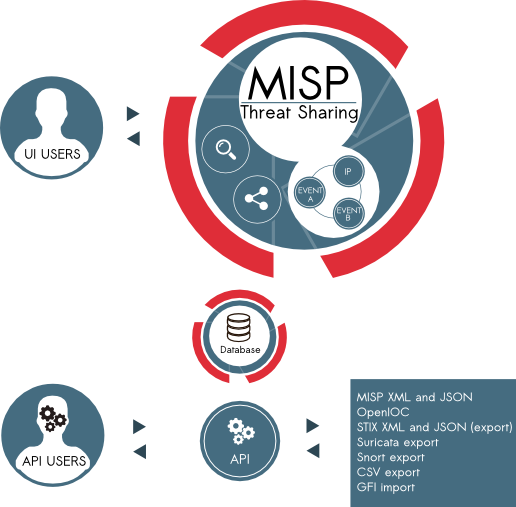 MISP
Threat Sharing
UI USERS
IP
EVENT
A
EVENT
B
Database
API USERS
API
MISP XML and JSON
OpenIOC
STIX XML and JSON (export)
Suricata export
Snort export
CSV export
GFI import